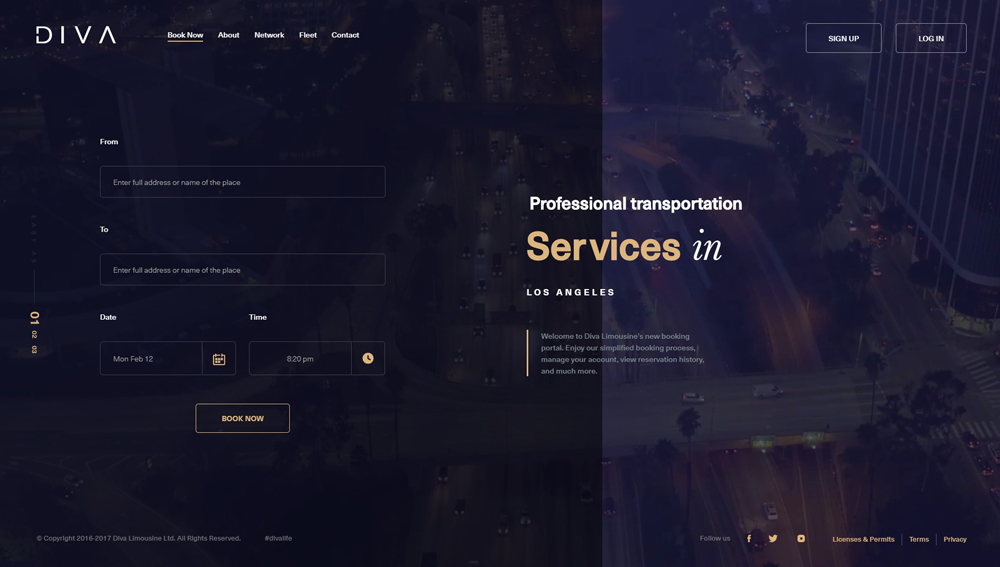 DIVA
Book Now About Network Fleet Contact
SIGN UP LOG IN
From
Enter full address or name of the place
To
Enter full address or name of the place
Date Time
Mon Feb 12 8:20 pm
BOOK NOW
01 02 03
Professional transportation
Services in
LOS ANGELES
Welcome to Diva Limousine's new booking
portal. Enjoy our simplified booking process,
manage your account, view reservation history,
and much more.
© Copyright 2016-2017 Diva Limousine Ltd. All Rights Reserved. #divalife
Follow us Licenses & Permits Terms Privacy